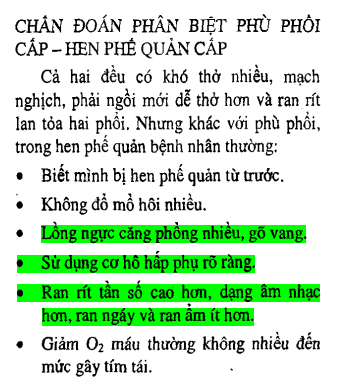 CHẨN ĐOÁN PHÂN BIỆT PHÙ PHỔI
CẤP – HEN PHẾ QUẢN CẤP
Cả hai đều có khó thở nhiều, mạch
nghịch, phải ngồi mới dễ thở hơn và ran rít
lan tỏa hai phổi. Nhưng khác với phù phổi,
trong hen phế quản bệnh nhân thường:
• Biết mình bị hen phế quản từ trước.
• Không đổ mồ hôi nhiều.
• Lồng ngực căng phồng nhiều, gõ vang.
• Sử dụng cơ hô hấp phụ rõ ràng.
• Ran rít tần số cao hơn, dạng âm nhạc
hơn, ran ngáy và ran ẩm ít hơn.
• Giảm O₂ máu thường không nhiều đến
mức gây tím tái.